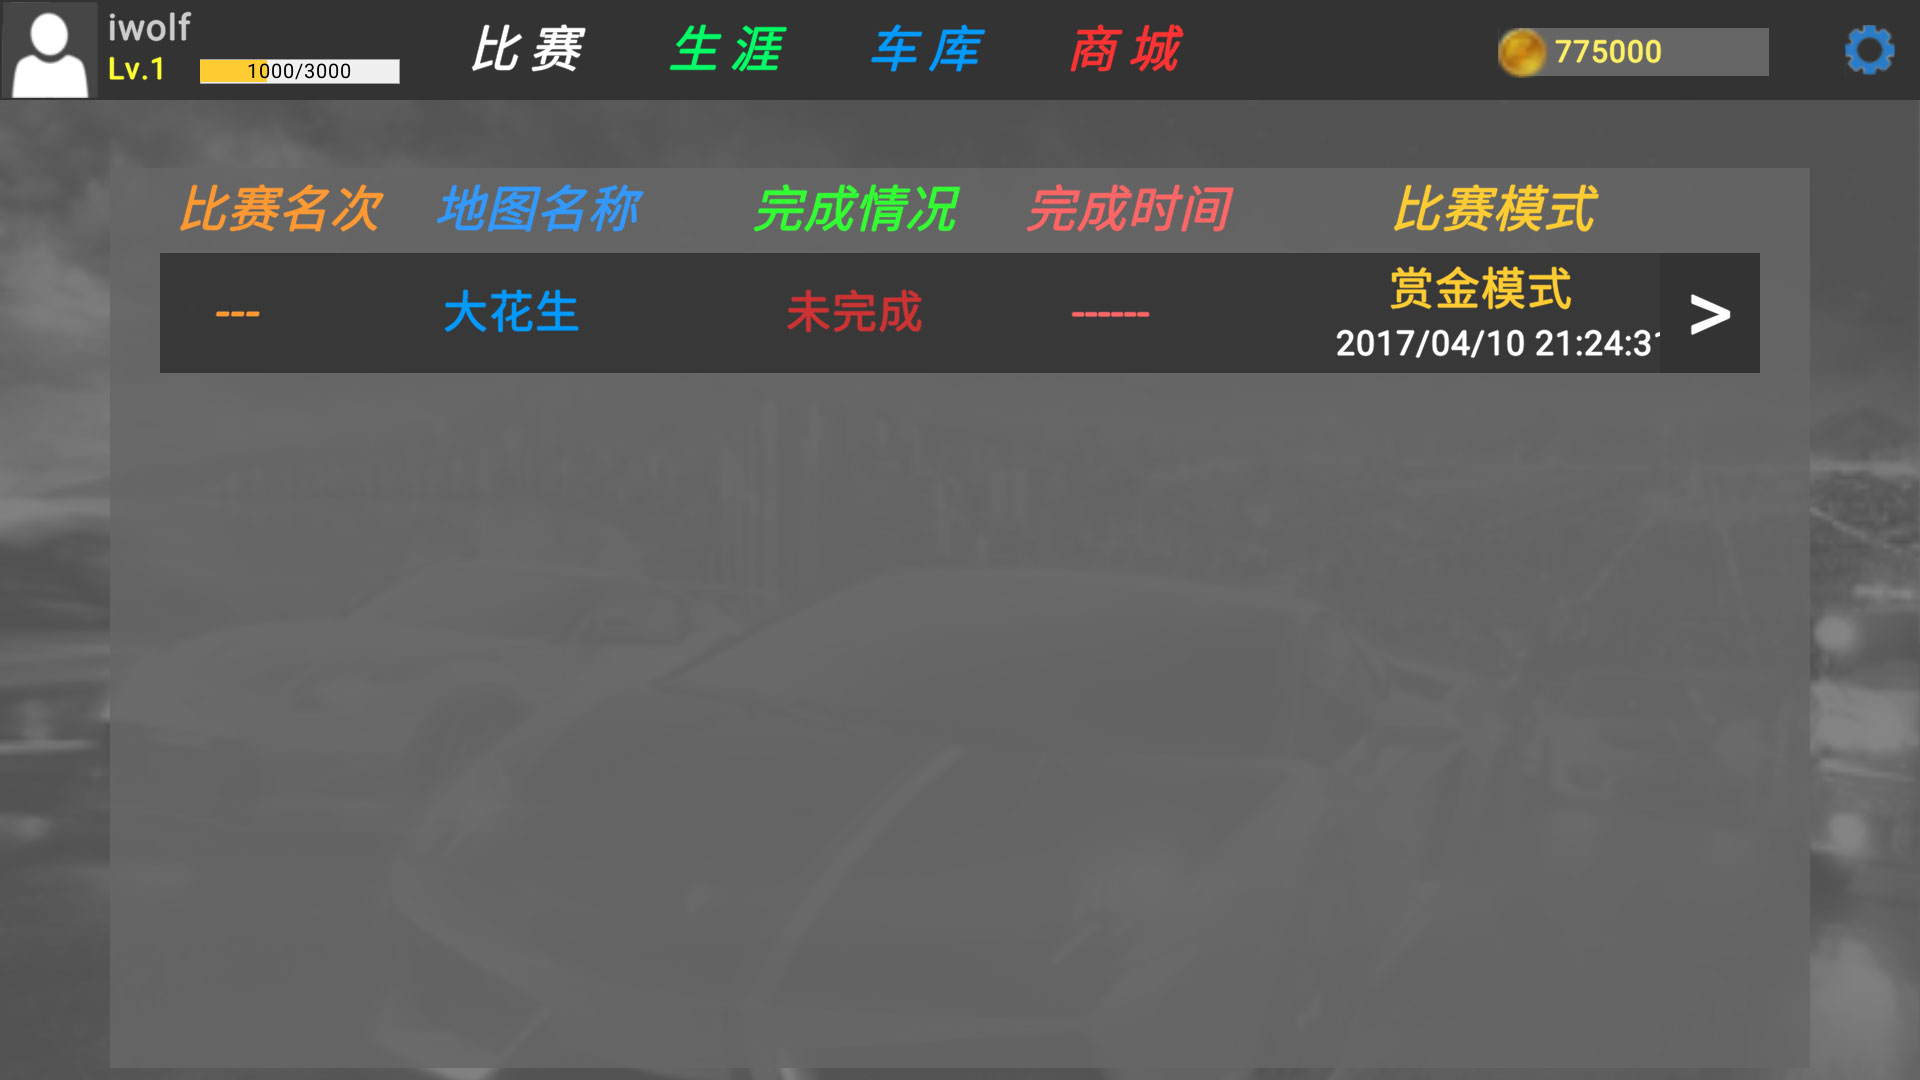 iwolf
Lv.1
1000/3000
比赛
生涯
车库
商城
775000
比赛名次 地图名称 完成情况 完成时间 比赛模式
--- 大花生 未完成 ------ 赏金模式
2017/04/10 21:24:31
>